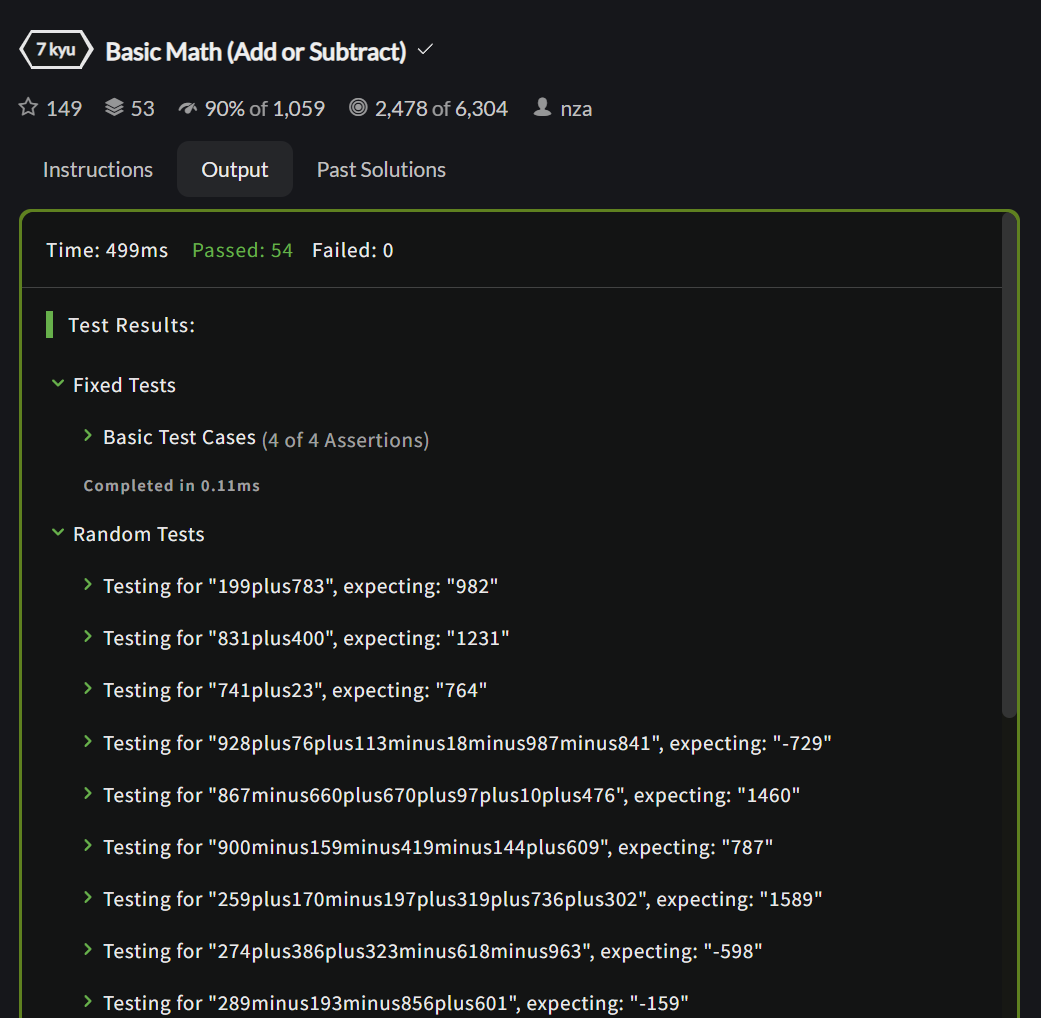 7 kyu Basic Math (Add or Subtract)
149 53 90% of 1,059 2,478 of 6,304 nza
Instructions Output Past Solutions
Time: 499ms Passed: 54 Failed: 0
Test Results:
Fixed Tests
Basic Test Cases (4 of 4 Assertions)
Completed in 0.11ms
Random Tests
Testing for "199plus783", expecting: "982"
Testing for "831plus400", expecting: "1231"
Testing for "741plus23", expecting: "764"
Testing for "928plus76plus113minus18minus987minus841", expecting: "-729"
Testing for "867minus660plus670plus97plus10plus476", expecting: "1460"
Testing for "900minus159minus419minus144plus609", expecting: "787"
Testing for "259plus170minus197plus319plus736plus302", expecting: "1589"
Testing for "274plus386plus323minus618minus963", expecting: "-598"
Testing for "289minus193minus856plus601", expecting: "-159"